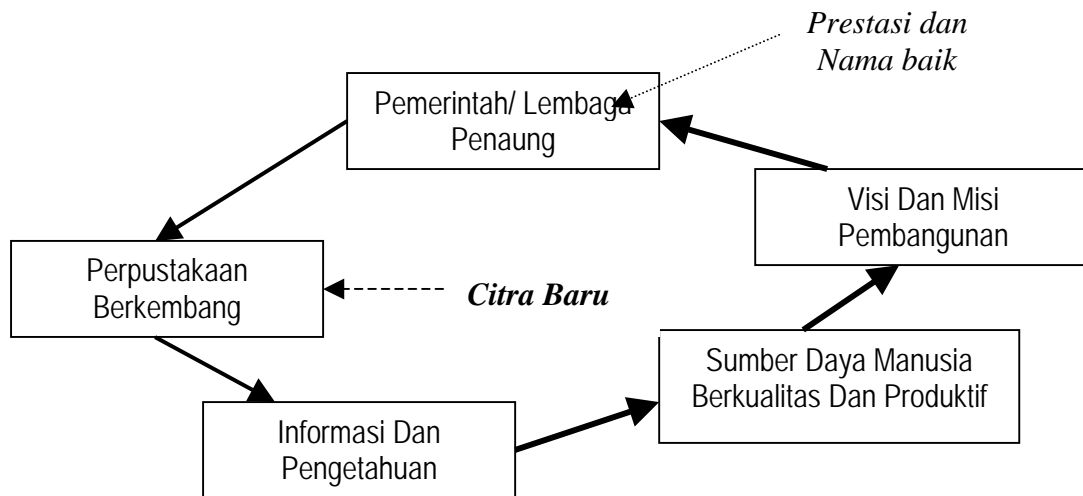 Prestasi dan
Nama baik
Pemerintah/ Lembaga
Penaung
Visi Dan Misi
Pembangunan
Perpustakaan
Berkembang
Citra Baru
Sumber Daya Manusia
Berkualitas Dan Produktif
Informasi Dan
Pengetahuan